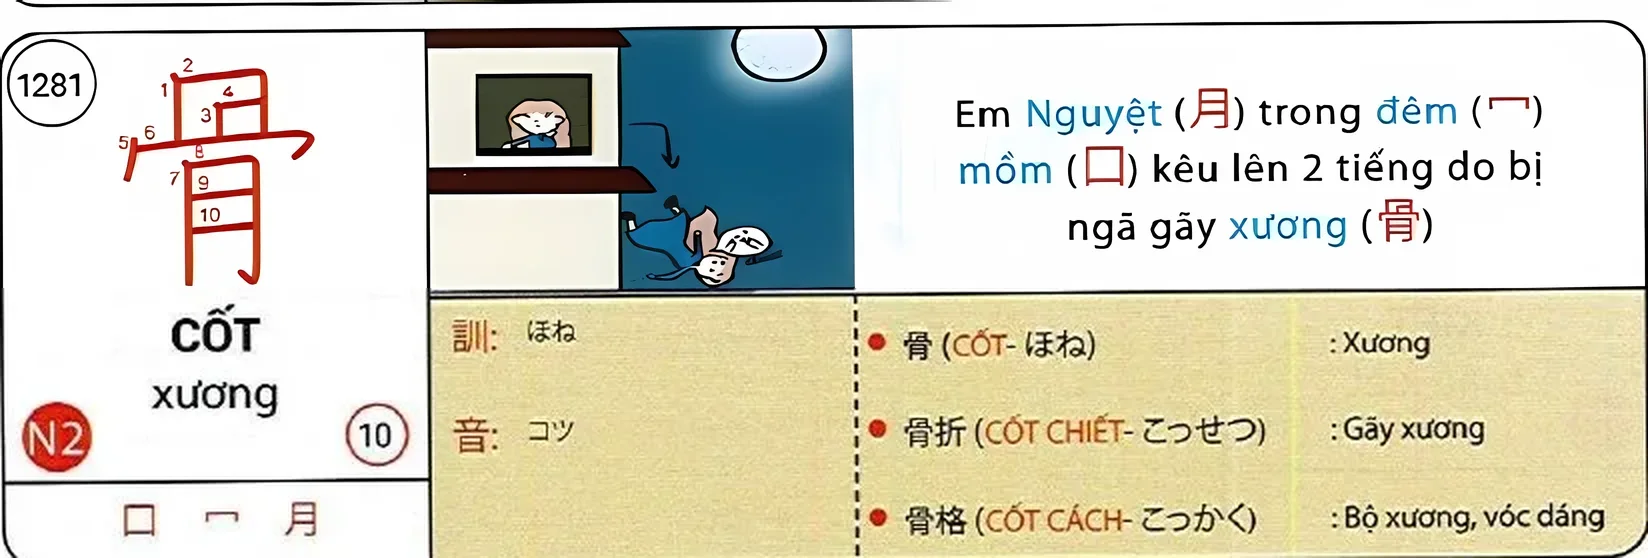 1281
2
1
4
3
6
5
8
7
9
10
骨
CỐT
xương
N2
10
口 冖 月
Em Nguyệt (月) trong đêm (冖)
mồm (口) kêu lên 2 tiếng do bị
ngã gãy xương (骨)
訓: ほね
音: コツ
骨 (CỐT- ほね) : Xương
骨折 (CỐT CHIẾT- こっせつ) : Gãy xương
骨格 (CỐT CÁCH- こっかく) : Bộ xương, vóc dáng